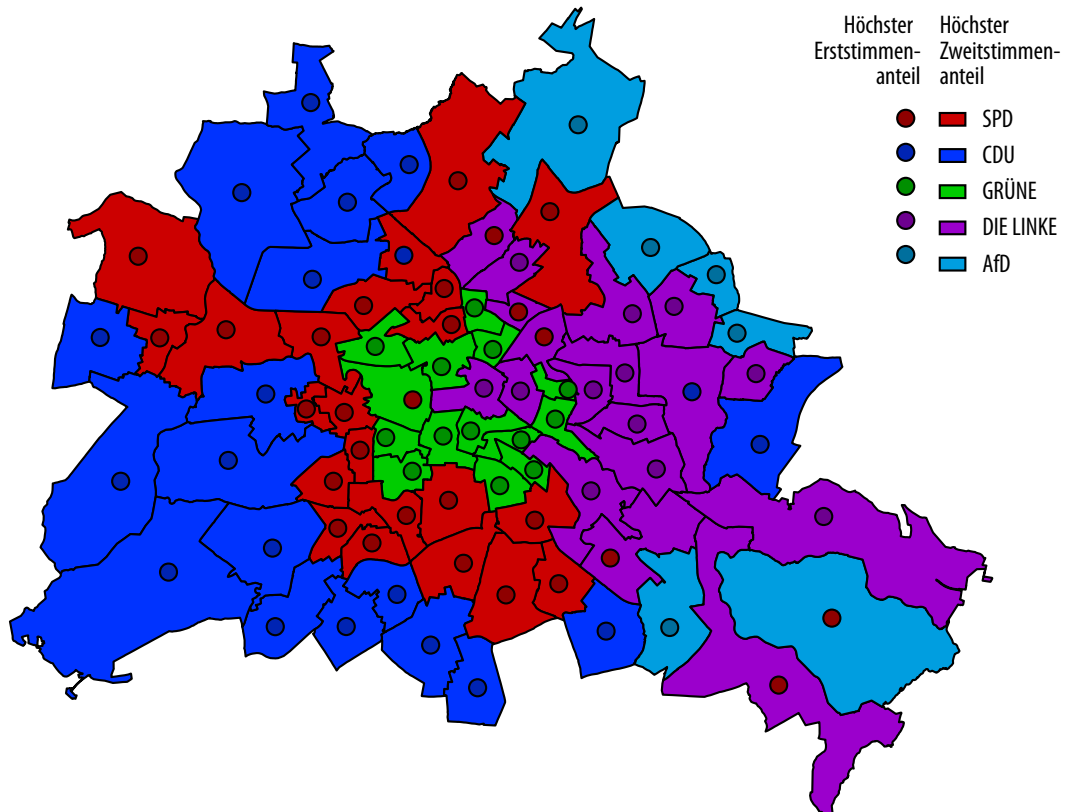 Höchster
Erststimmen-
anteil
Höchster
Zweitstimmen-
anteil
SPD
CDU
GRÜNE
DIE LINKE
AfD